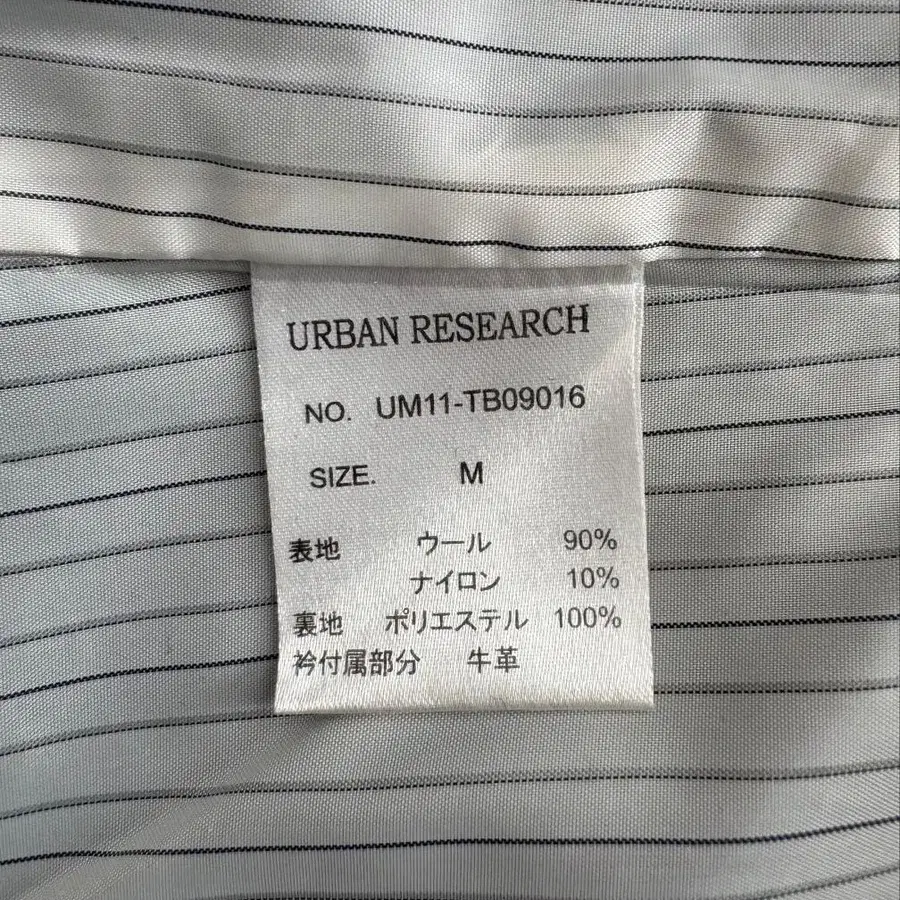 URBAN RESEARCH
NO. UM11-TB09016
SIZE. M
表地 ウール 90%
ナイロン 10%
裏地 ポリエステル 100%
衿付属部分 牛革